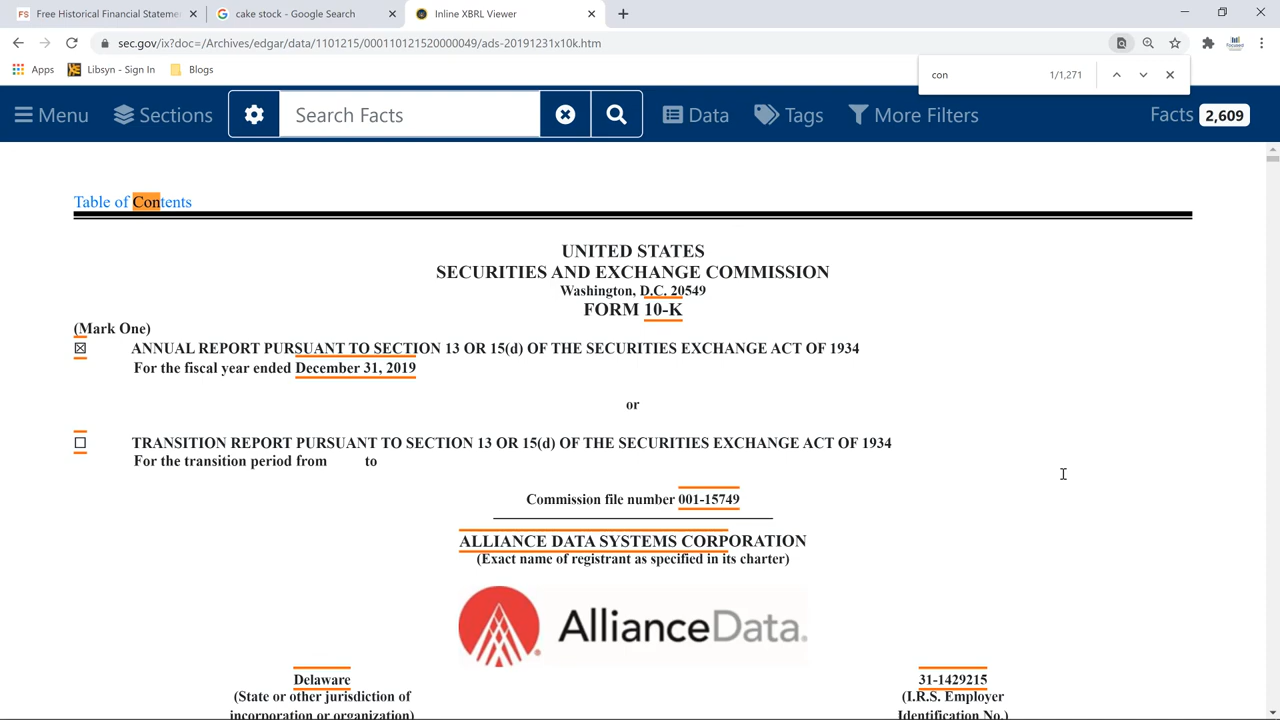 Free Historical Financial Stateme
cake stock - Google Search
Inline XBRL Viewer
sec.gov/ix?doc=/Archives/edgar/data/1101215/000110121520000049/ads-20191231x10k.htm
Apps
Libsyn - Sign In
Blogs
con
1/1,271
Menu
Sections
Search Facts
Data
Tags
More Filters
Facts 2,609
Table of Contents
UNITED STATES
SECURITIES AND EXCHANGE COMMISSION
Washington, D.C. 20549
FORM 10-K
(Mark One)
☒ ANNUAL REPORT PURSUANT TO SECTION 13 OR 15(d) OF THE SECURITIES EXCHANGE ACT OF 1934
For the fiscal year ended December 31, 2019
or
☐ TRANSITION REPORT PURSUANT TO SECTION 13 OR 15(d) OF THE SECURITIES EXCHANGE ACT OF 1934
For the transition period from to
Commission file number 001-15749
ALLIANCE DATA SYSTEMS CORPORATION
(Exact name of registrant as specified in its charter)
AllianceData.
Delaware
(State or other jurisdiction of
incorporation or organization)
31-1429215
(I.R.S. Employer
Identification No.)